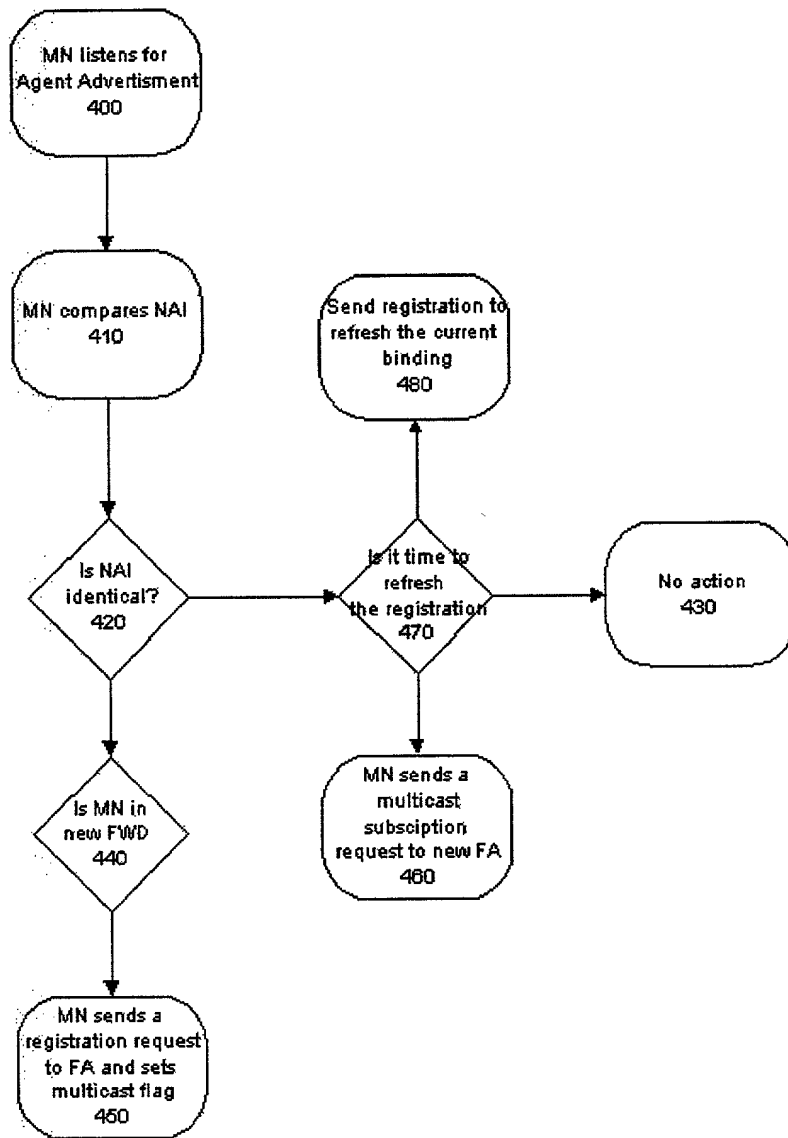 MN listens for
Agent Advertisment
400
MN compares NAI
410
Send registration to
refresh the current
binding
480
Is NAI
identical?
420
Is it time to
refresh
the registration
470
No action
430
Is MN in
new FWD
440
MN sends a
multicast
subsciption
request to new FA
460
MN sends a
registration request
to FA and sets
multicast flag
450